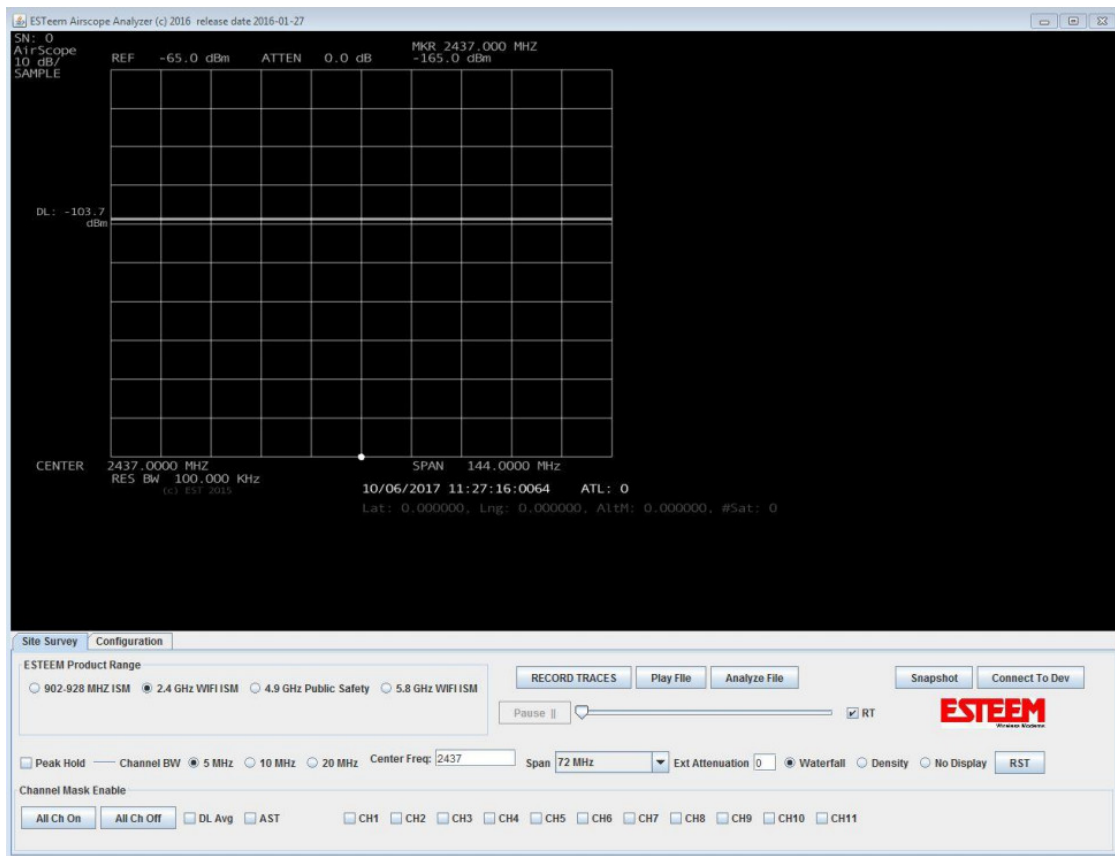 ESTeem Airscope Analyzer (c) 2016 release date 2016-01-27
SN: 0
AirScope
10 dB/
SAMPLE
REF -65.0 dBm ATTEN 0.0 dB
MKR 2437.000 MHZ
-165.0 dBm
DL: -103.7
dBm
CENTER 2437.0000 MHZ SPAN 144.0000 MHz
RES BW 100.000 KHz
(c) EST 2015
10/06/2017 11:27:16:0064 ATL: 0
Lat: 0.000000, Lng: 0.000000, AltM: 0.000000, #Sat: 0
Site Survey Configuration
ESTEEM Product Range
902-928 MHZ ISM 2.4 GHz WIFI ISM 4.9 GHz Public Safety 5.8 GHz WIFI ISM
RECORD TRACES Play File Analyze File Snapshot Connect To Dev
Pause || RT
ESTEEM
Wireless Modems
Peak Hold Channel BW 5 MHz 10 MHz 20 MHz Center Freq: 2437 Span 72 MHz Ext Attenuation 0 Waterfall Density No Display RST
Channel Mask Enable
All Ch On All Ch Off DL Avg AST CH1 CH2 CH3 CH4 CH5 CH6 CH7 CH8 CH9 CH10 CH11